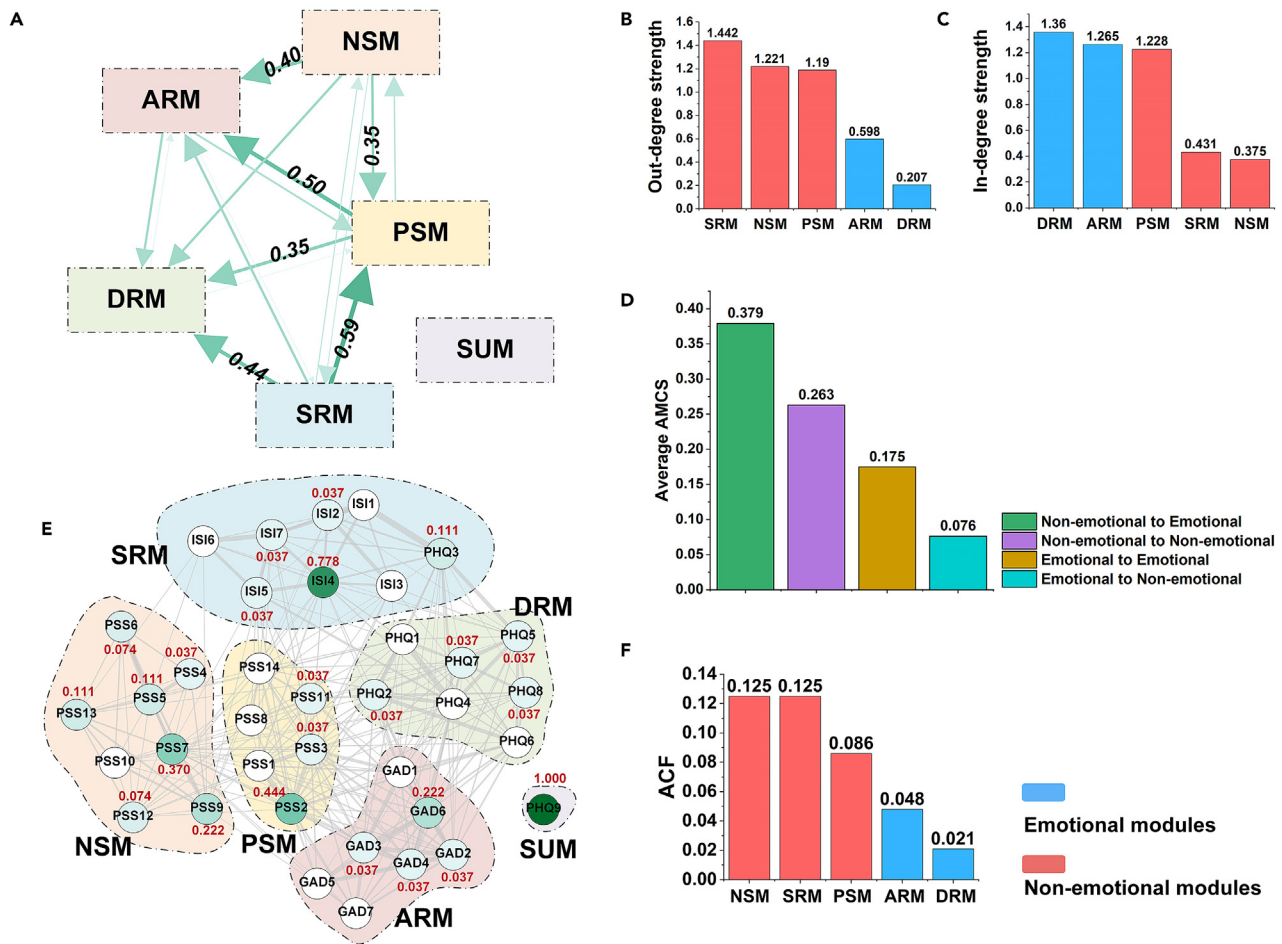 A
NSM
ARM
PSM
DRM
SUM
SRM
0.40
0.35
0.50
0.35
0.59
0.44
B
Out-degree strength
1.6
1.4
1.2
1.0
0.8
0.6
0.4
0.2
0.0
1.442
1.221
1.19
0.598
0.207
SRM NSM PSM ARM DRM
C
In-degree strength
1.4
1.2
1.0
0.8
0.6
0.4
0.2
0.0
1.36
1.265
1.228
0.431
0.375
DRM ARM PSM SRM NSM
D
Average AMCS
0.40
0.35
0.30
0.25
0.20
0.15
0.10
0.05
0.00
0.379
0.263
0.175
0.076
Non-emotional to Emotional
Non-emotional to Non-emotional
Emotional to Emotional
Emotional to Non-emotional
E
SRM
ISI6
ISI7
0.037
0.037
ISI2
ISI1
0.111
PHQ3
0.778
ISI4
ISI3
ISI5
0.037
NSM
PSS6
0.074
0.037
PSS4
0.111
PSS5
0.111
PSS13
PSS7
0.370
PSS10
0.074
PSS12
PSS9
0.222
PSM
PSS14
0.037
PSS11
PSS8
0.037
PSS3
PSS1
0.444
PSS2
DRM
PHQ1
PHQ5
0.037
0.037
PHQ7
PHQ2
0.037
PHQ4
PHQ8
0.037
PHQ6
ARM
GAD1
0.222
GAD6
GAD3
0.037
GAD4
0.037
GAD2
0.037
GAD5
GAD7
1.000
PHQ9
SUM
F
ACF
0.14
0.12
0.10
0.08
0.06
0.04
0.02
0.00
0.125
0.125
0.086
0.048
0.021
NSM SRM PSM ARM DRM
Emotional modules
Non-emotional modules